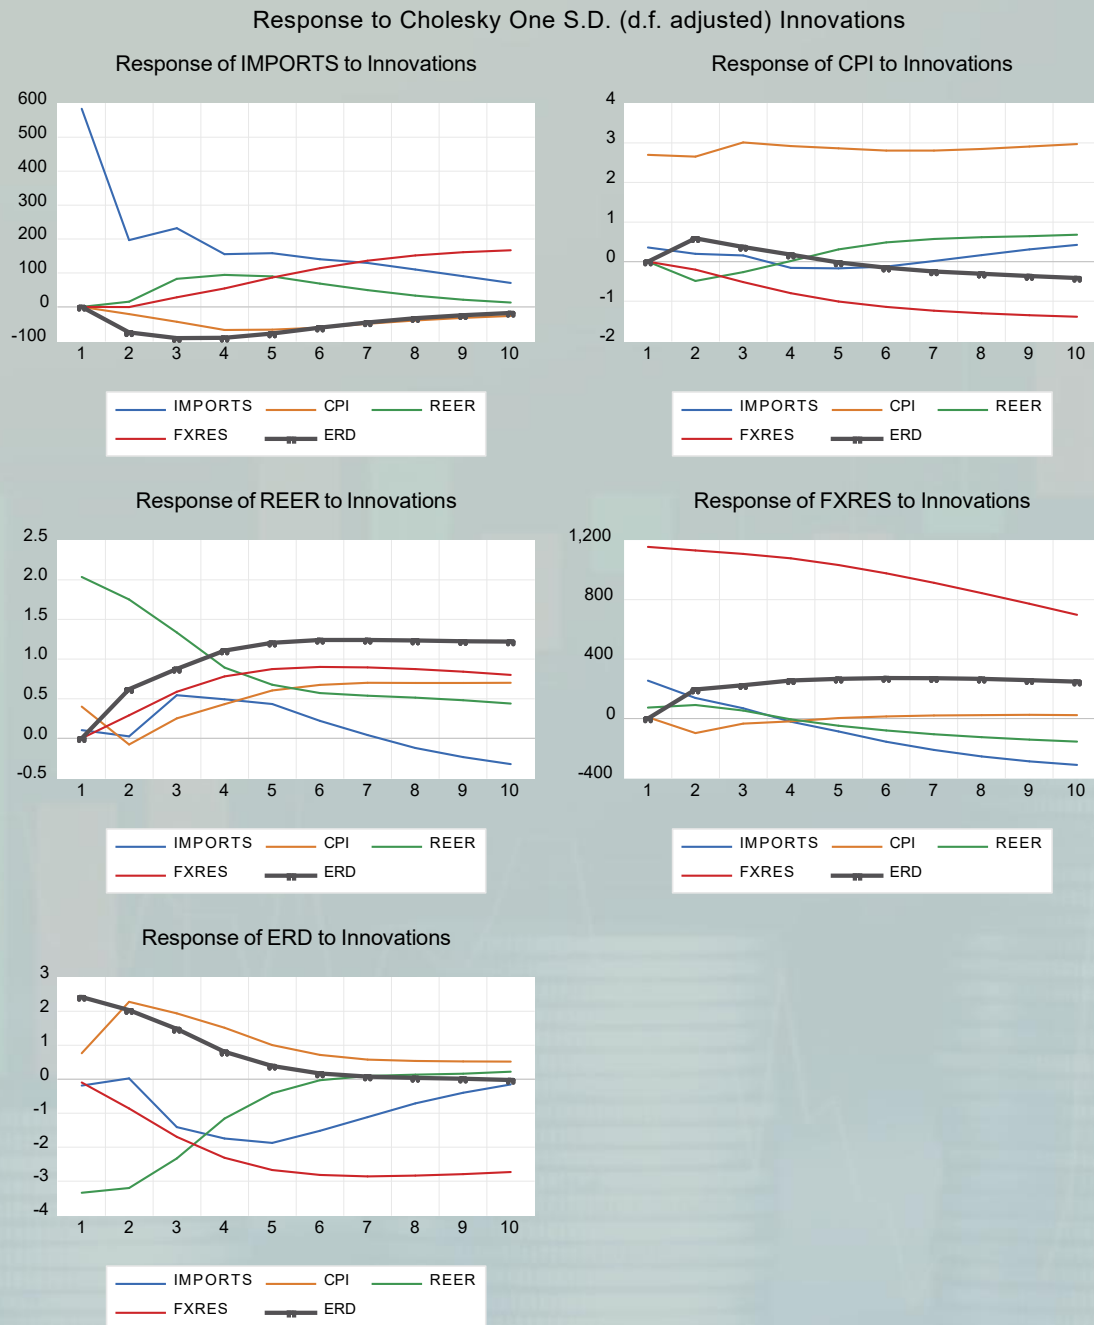 Response to Cholesky One S.D. (d.f. adjusted) Innovations
Response of IMPORTS to Innovations
600
500
400
300
200
100
0
-100
1 2 3 4 5 6 7 8 9 10
IMPORTS CPI REER
FXRES ERD
Response of CPI to Innovations
4
3
2
1
0
-1
-2
1 2 3 4 5 6 7 8 9 10
IMPORTS CPI REER
FXRES ERD
Response of REER to Innovations
2.5
2.0
1.5
1.0
0.5
0.0
-0.5
1 2 3 4 5 6 7 8 9 10
IMPORTS CPI REER
FXRES ERD
Response of FXRES to Innovations
1,200
800
400
0
-400
1 2 3 4 5 6 7 8 9 10
IMPORTS CPI REER
FXRES ERD
Response of ERD to Innovations
3
2
1
0
-1
-2
-3
-4
1 2 3 4 5 6 7 8 9 10
IMPORTS CPI REER
FXRES ERD